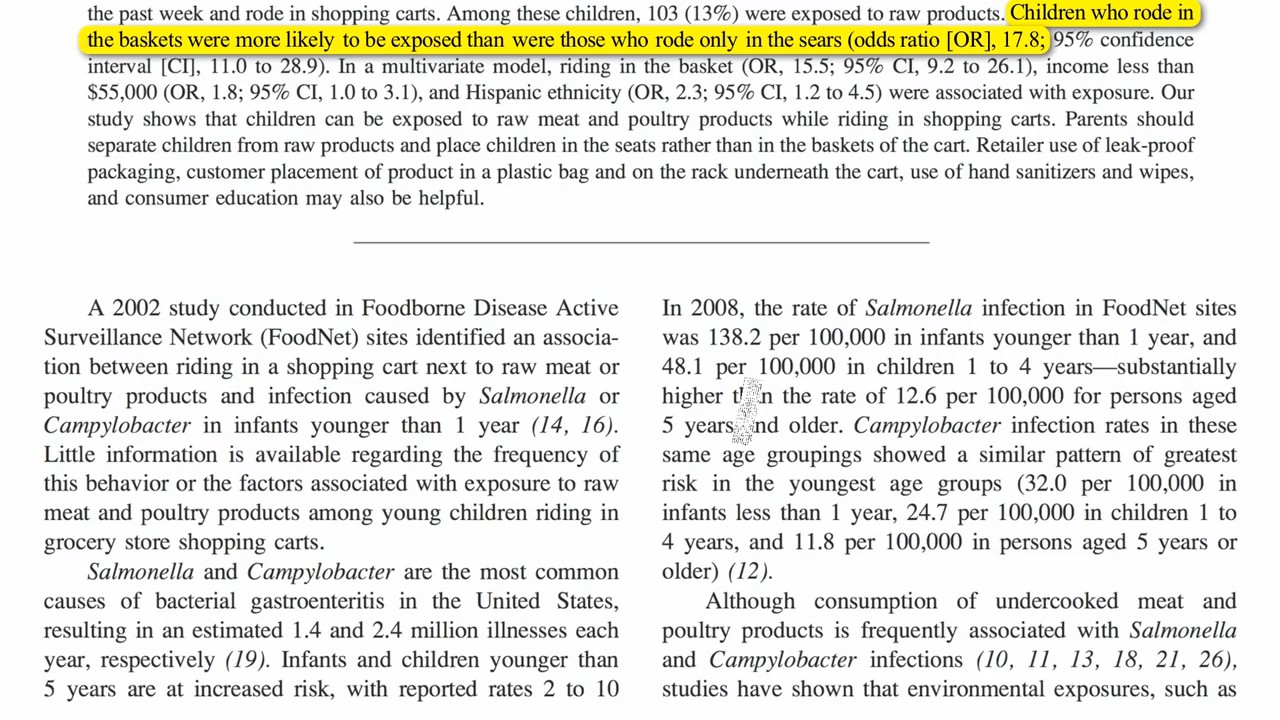 the past week and rode in shopping carts. Among these children, 103 (13%) were exposed to raw products. Children who rode in
the baskets were more likely to be exposed than were those who rode only in the sears (odds ratio [OR], 17.8; 95% confidence
interval [CI], 11.0 to 28.9). In a multivariate model, riding in the basket (OR, 15.5; 95% CI, 9.2 to 26.1), income less than
$55,000 (OR, 1.8; 95% CI, 1.0 to 3.1), and Hispanic ethnicity (OR, 2.3; 95% CI, 1.2 to 4.5) were associated with exposure. Our
study shows that children can be exposed to raw meat and poultry products while riding in shopping carts. Parents should
separate children from raw products and place children in the seats rather than in the baskets of the cart. Retailer use of leak-proof
packaging, customer placement of product in a plastic bag and on the rack underneath the cart, use of hand sanitizers and wipes,
and consumer education may also be helpful.
A 2002 study conducted in Foodborne Disease Active
Surveillance Network (FoodNet) sites identified an associa-
tion between riding in a shopping cart next to raw meat or
poultry products and infection caused by Salmonella or
Campylobacter in infants younger than 1 year (14, 16).
Little information is available regarding the frequency of
this behavior or the factors associated with exposure to raw
meat and poultry products among young children riding in
grocery store shopping carts.
Salmonella and Campylobacter are the most common
causes of bacterial gastroenteritis in the United States,
resulting in an estimated 1.4 and 2.4 million illnesses each
year, respectively (19). Infants and children younger than
5 years are at increased risk, with reported rates 2 to 10
In 2008, the rate of Salmonella infection in FoodNet sites
was 138.2 per 100,000 in infants younger than 1 year, and
48.1 per 100,000 in children 1 to 4 years—substantially
higher than the rate of 12.6 per 100,000 for persons aged
5 years and older. Campylobacter infection rates in these
same age groupings showed a similar pattern of greatest
risk in the youngest age groups (32.0 per 100,000 in
infants less than 1 year, 24.7 per 100,000 in children 1 to
4 years, and 11.8 per 100,000 in persons aged 5 years or
older) (12).
Although consumption of undercooked meat and
poultry products is frequently associated with Salmonella
and Campylobacter infections (10, 11, 13, 18, 21, 26),
studies have shown that environmental exposures, such as